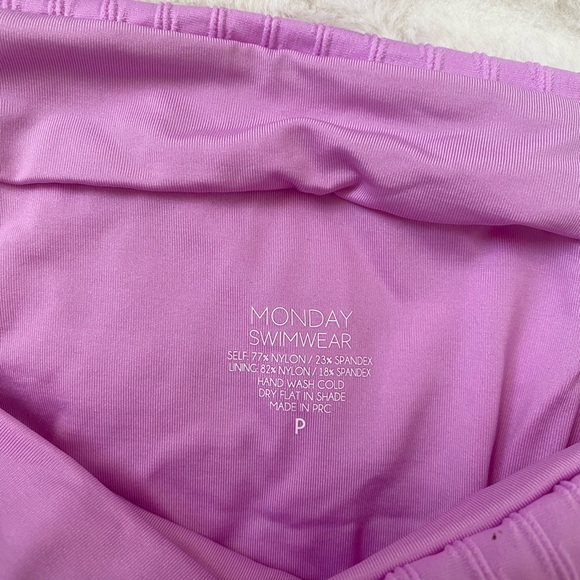 MONDAY
SWIMWEAR
SELF: 77% NYLON / 23% SPANDEX
LINING: 82% NYLON / 18% SPANDEX
HAND WASH COLD
DRY FLAT IN SHADE
MADE IN PRC
P